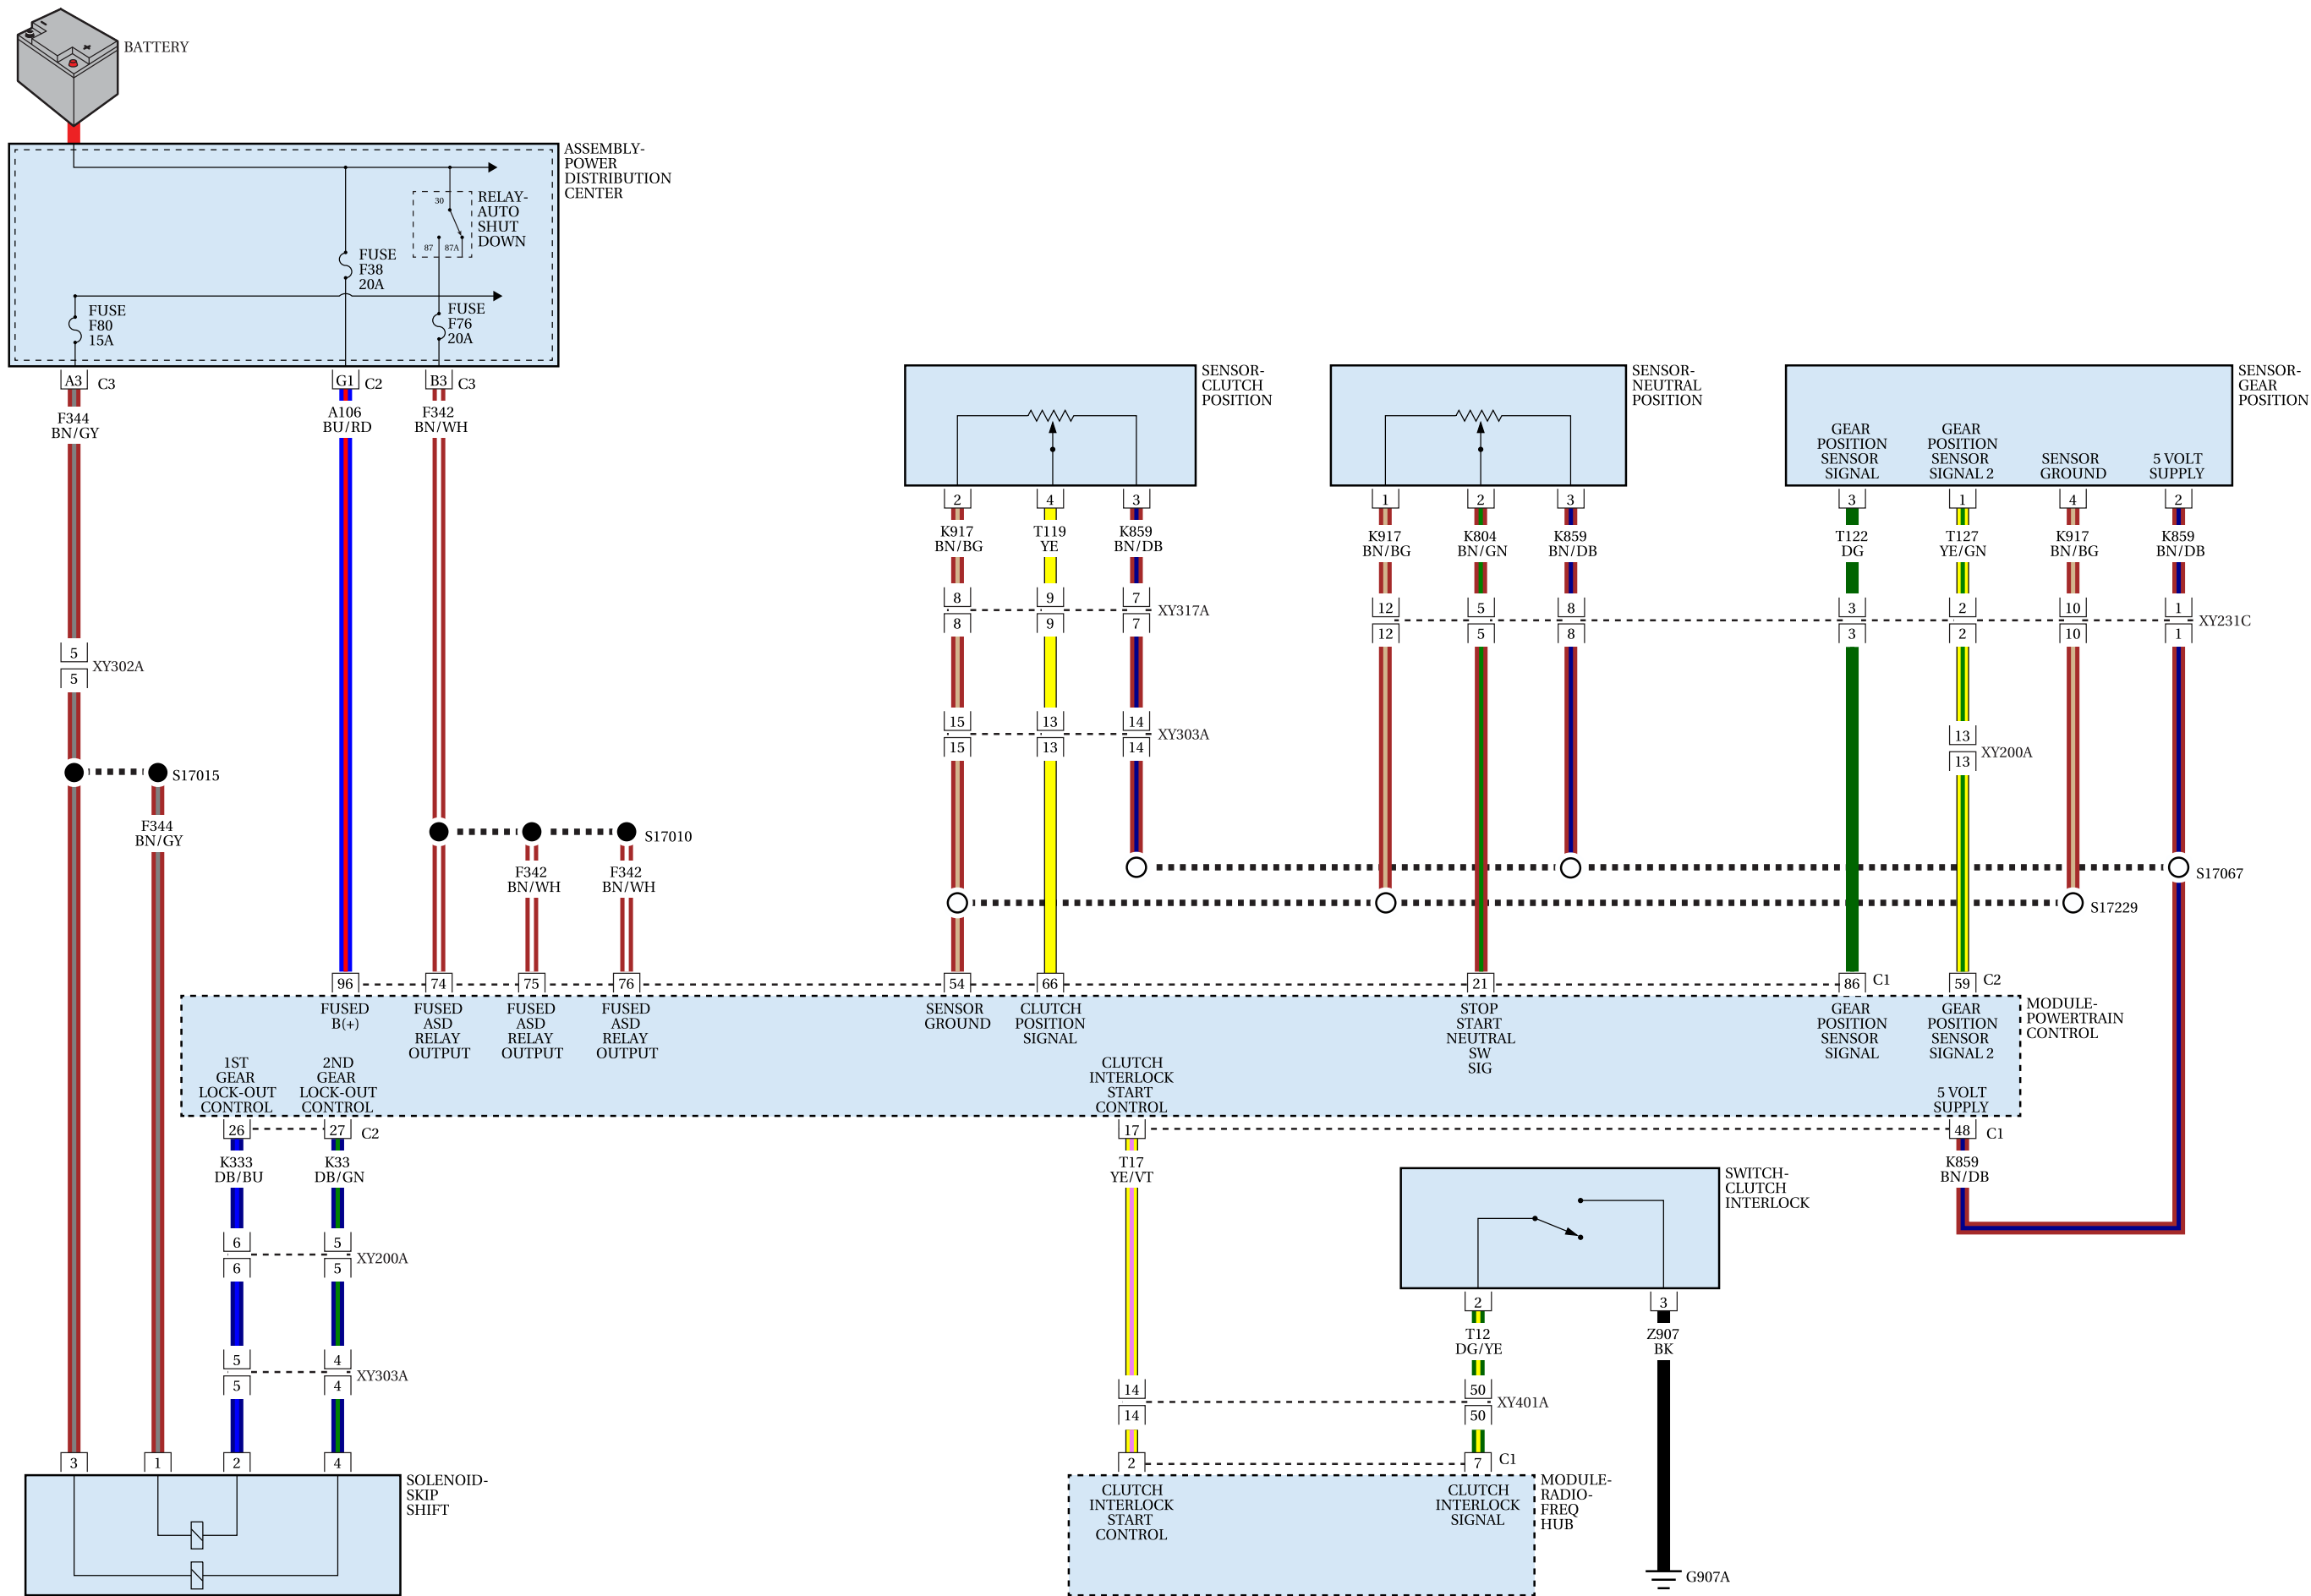 BATTERY
ASSEMBLY-
POWER
DISTRIBUTION
CENTER
30
RELAY-
AUTO
SHUT
DOWN
87
87A
FUSE
F38
20A
FUSE
F80
15A
FUSE
F76
20A
A3
C3
G1
C2
B3
C3
F344
BN/GY
A106
BU/RD
F342
BN/WH
SENSOR-
CLUTCH
POSITION
SENSOR-
NEUTRAL
POSITION
SENSOR-
GEAR
POSITION
GEAR
POSITION
SENSOR
SIGNAL
GEAR
POSITION
SENSOR
SIGNAL 2
SENSOR
GROUND
5 VOLT
SUPPLY
2
4
3
1
2
3
3
1
4
2
K917
BN/BG
T119
YE
K859
BN/DB
K917
BN/BG
K804
BN/GN
K859
BN/DB
T122
DG
T127
YE/GN
K917
BN/BG
K859
BN/DB
8
9
7
XY317A
8
9
7
12
5
8
3
2
10
1
XY231C
12
5
8
3
2
10
1
5
XY302A
5
15
13
14
XY303A
15
13
14
13
XY200A
13
S17015
F344
BN/GY
S17010
F342
BN/WH
F342
BN/WH
S17067
S17229
96
74
75
76
54
66
21
86
C1
59
C2
MODULE-
POWERTRAIN
CONTROL
FUSED
B(+)
FUSED
ASD
RELAY
OUTPUT
FUSED
ASD
RELAY
OUTPUT
FUSED
ASD
RELAY
OUTPUT
SENSOR
GROUND
CLUTCH
POSITION
SIGNAL
STOP
START
NEUTRAL
SW
SIG
GEAR
POSITION
SENSOR
SIGNAL
GEAR
POSITION
SENSOR
SIGNAL 2
1ST
GEAR
LOCK-OUT
CONTROL
2ND
GEAR
LOCK-OUT
CONTROL
CLUTCH
INTERLOCK
START
CONTROL
5 VOLT
SUPPLY
26
27
C2
17
48
C1
K333
DB/BU
K33
DB/GN
T17
YE/VT
K859
BN/DB
SWITCH-
CLUTCH
INTERLOCK
6
5
XY200A
6
5
2
3
T12
DG/YE
Z907
BK
5
4
XY303A
5
4
14
50
XY401A
14
50
3
1
2
4
2
7
C1
SOLENOID-
SKIP
SHIFT
CLUTCH
INTERLOCK
START
CONTROL
CLUTCH
INTERLOCK
SIGNAL
MODULE-
RADIO-
FREQ
HUB
G907A